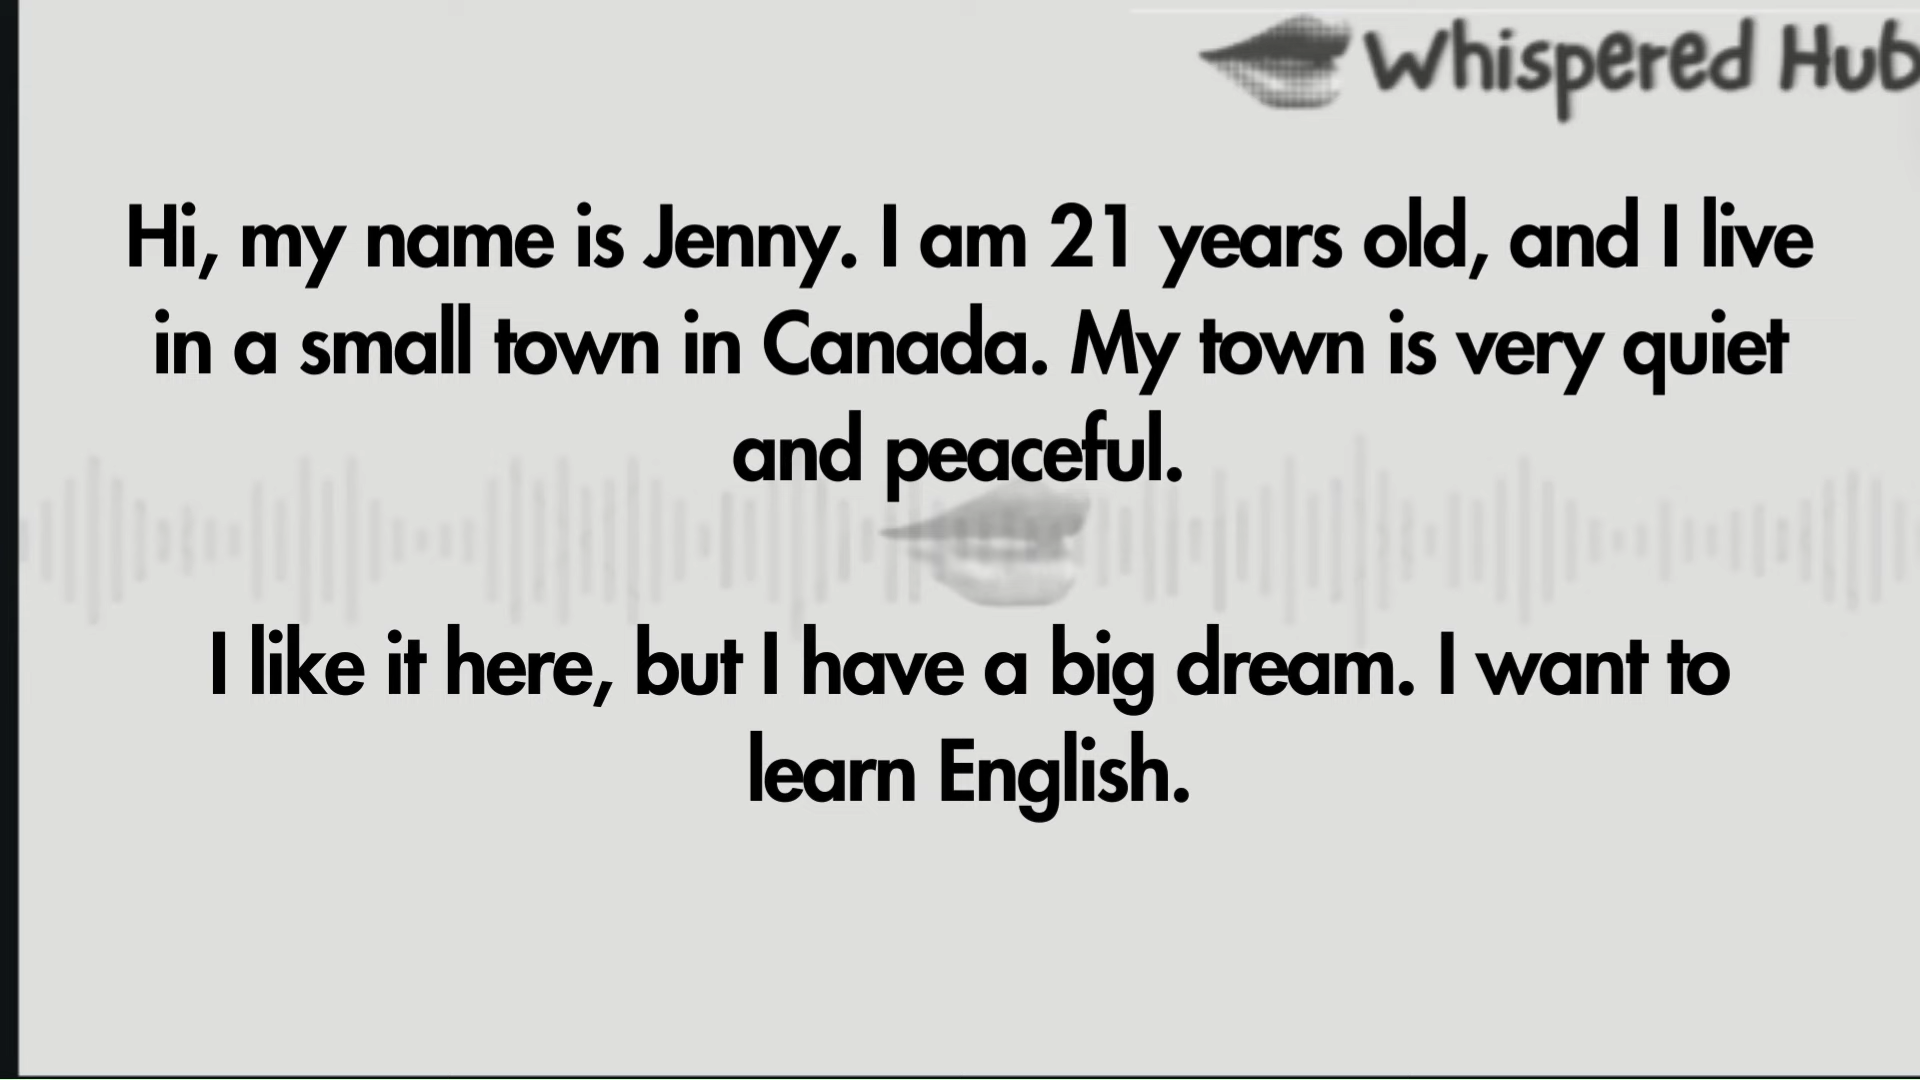 Whispered Hub
Hi, my name is Jenny. I am 21 years old, and I live
in a small town in Canada. My town is very quiet
and peaceful.
I like it here, but I have a big dream. I want to
learn English.